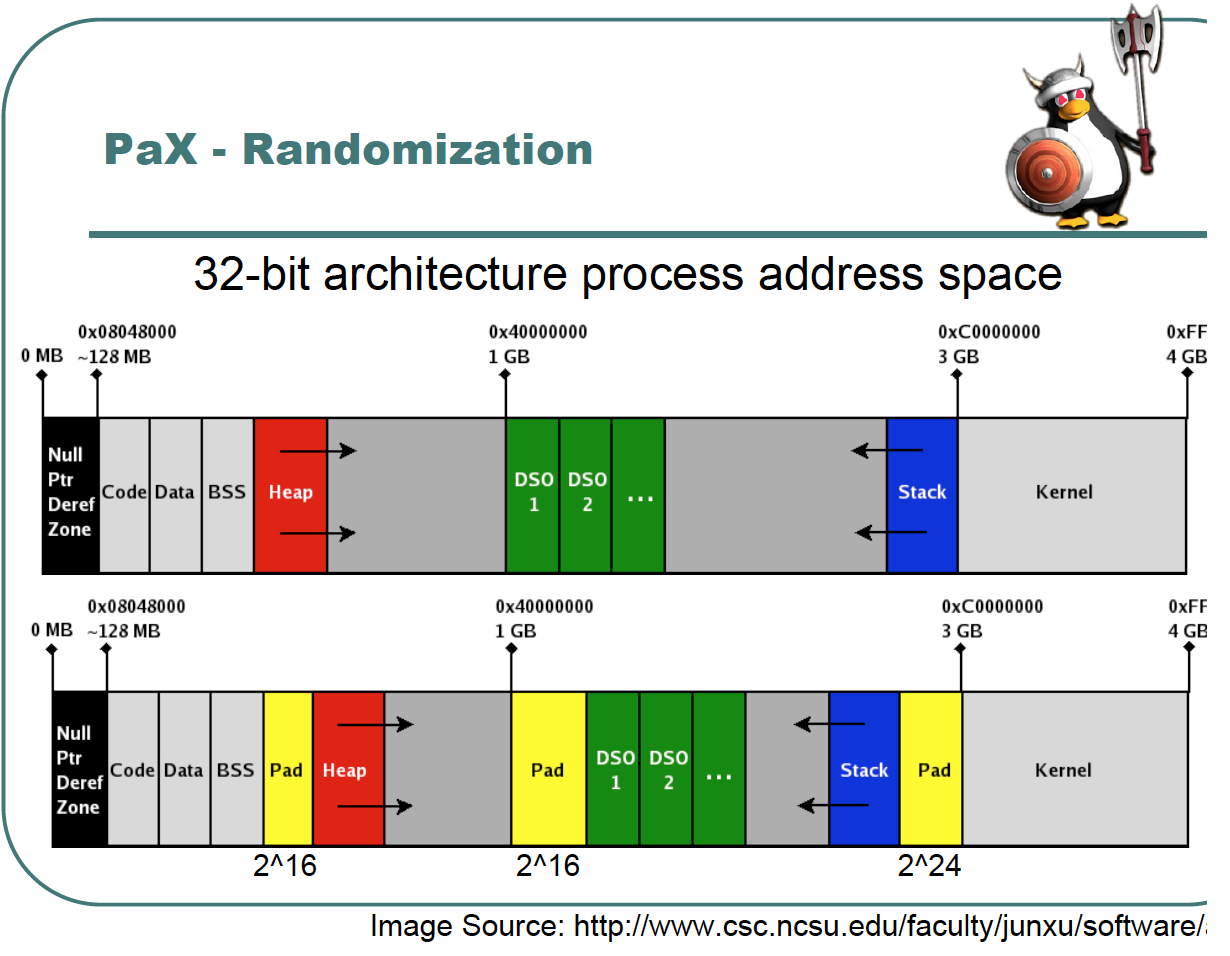 PaX - Randomization
32-bit architecture process address space
0x08048000 0x40000000 0xC0000000 0xFF
0 MB ~128 MB 1 GB 3 GB 4 GB
Null
Ptr
Deref
Zone
Code Data BSS Heap
DSO DSO
1 2 ...
Stack
Kernel
0x08048000 0x40000000 0xC0000000 0xFF
0 MB ~128 MB 1 GB 3 GB 4 GB
Null
Ptr
Deref
Zone
Code Data BSS Pad Heap
Pad
DSO DSO
1 2 ...
Stack Pad
Kernel
2^16 2^16 2^24
Image Source: http://www.csc.ncsu.edu/faculty/junxu/software/